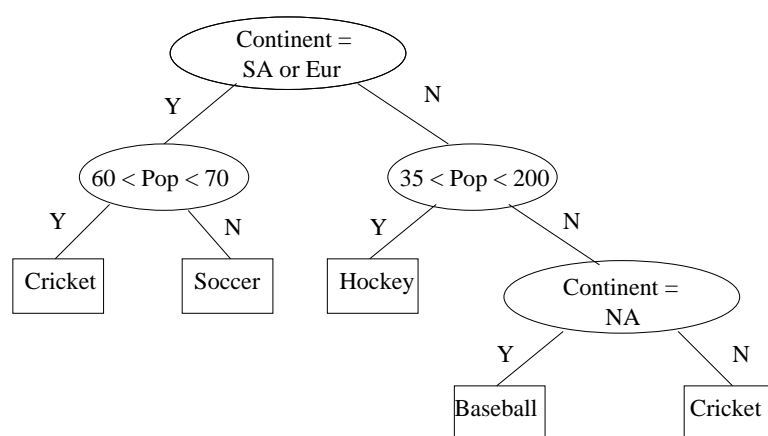 Continent =
SA or Eur
Y
N
60 < Pop < 70
35 < Pop < 200
Y
N
Y
N
Cricket
Soccer
Hockey
Continent =
NA
Y
N
Baseball
Cricket